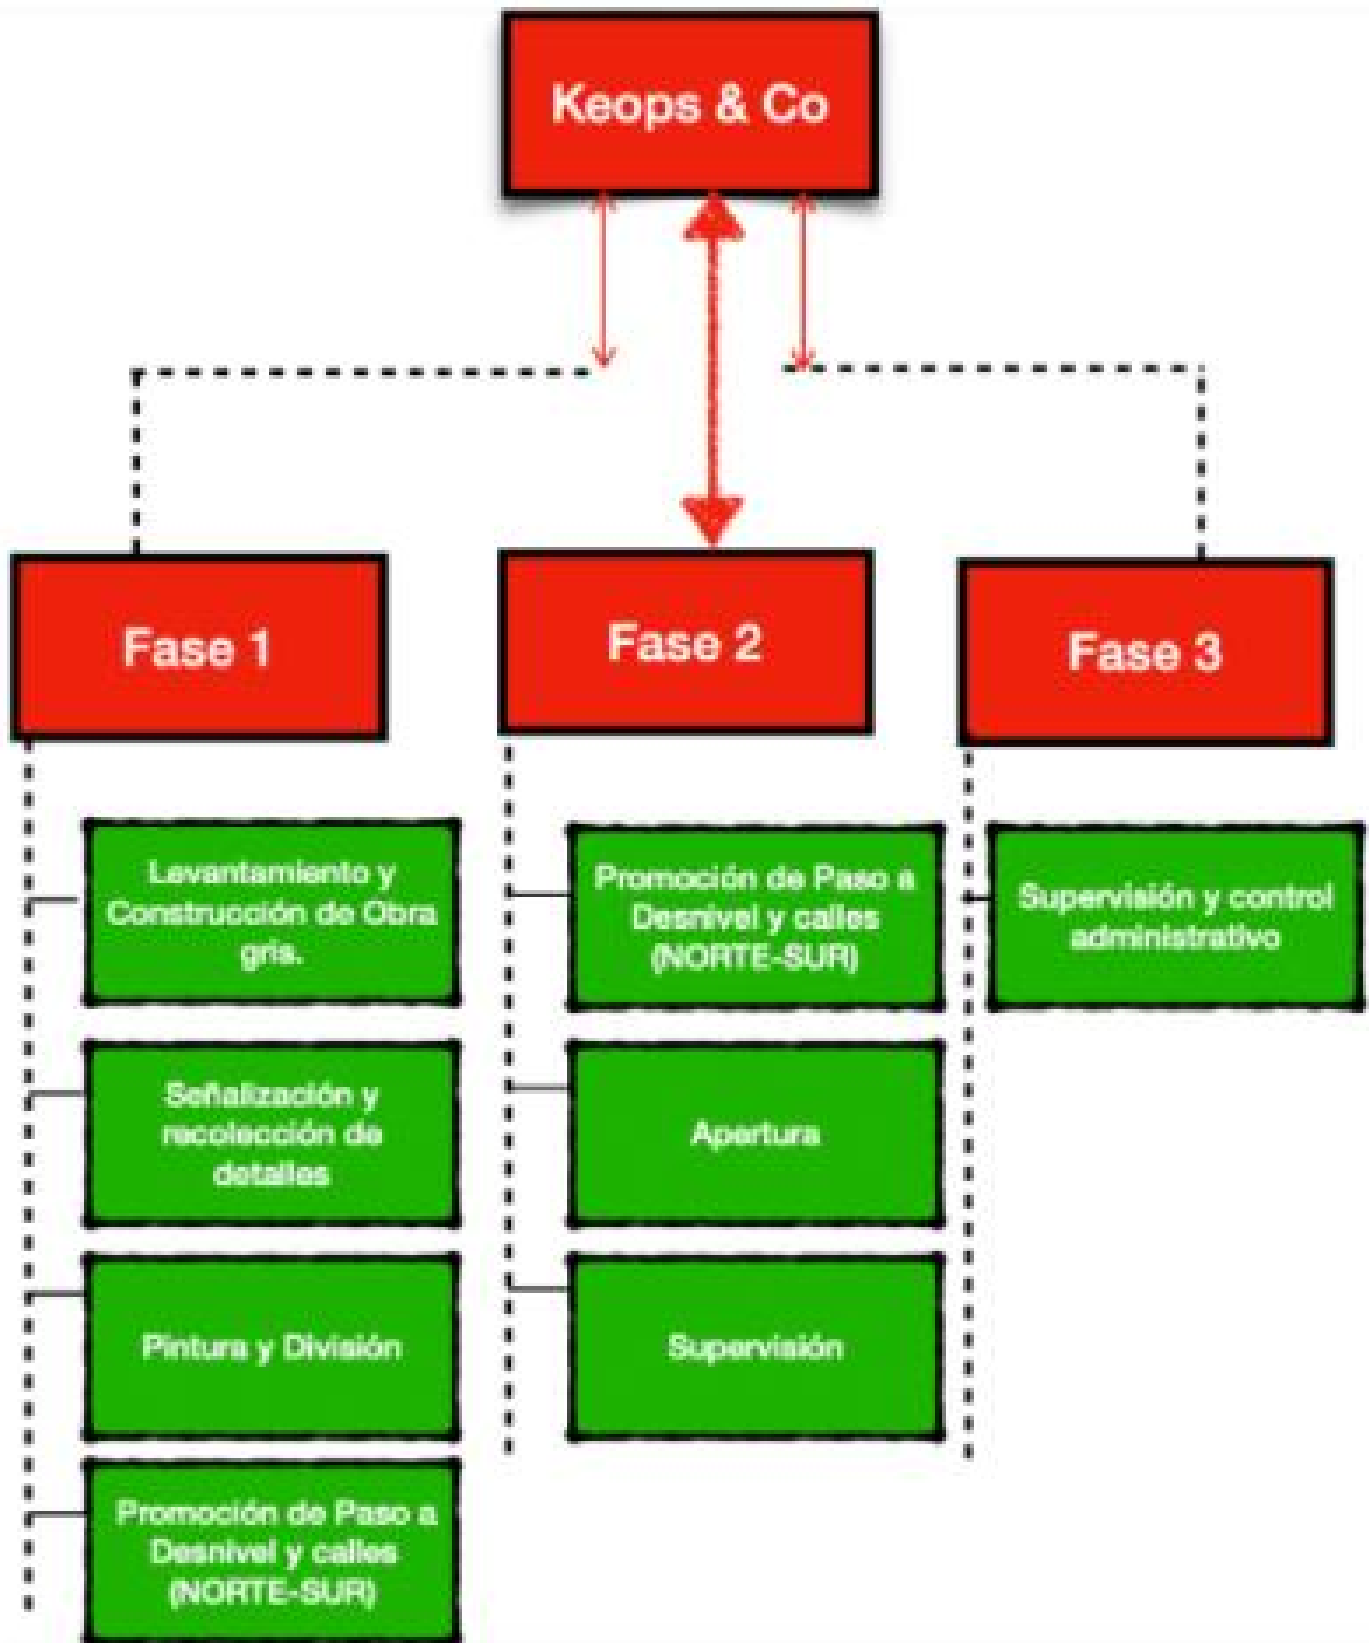 Keops & Co
Fase 1
Fase 2
Fase 3
Levantamiento y
Construcción de Obra
gris.
Señalización y
recolección de
detalles
Pintura y División
Promoción de Paso a
Desnivel y calles
(NORTE-SUR)
Promoción de Paso a
Desnivel y calles
(NORTE-SUR)
Apertura
Supervisión
Supervisión y control
administrativo